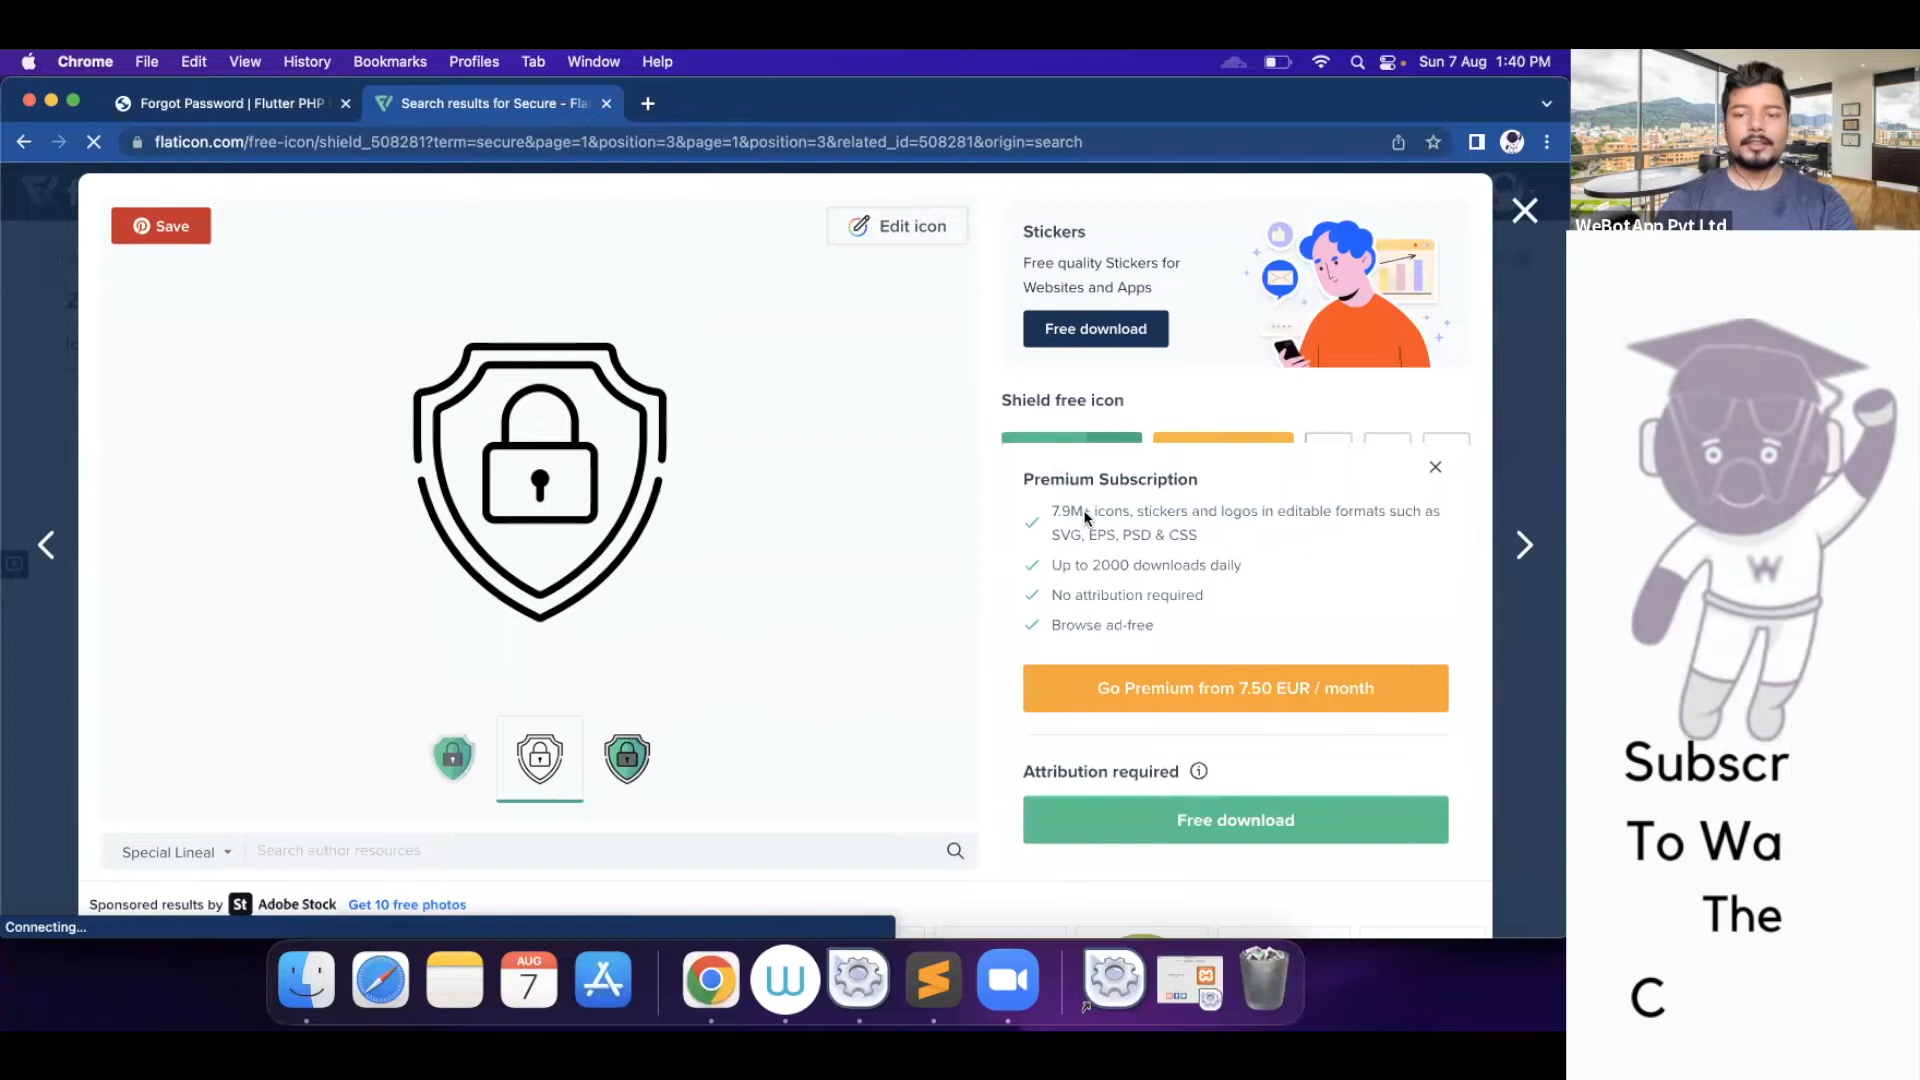 Chrome File Edit View History Bookmarks Profiles Tab Window Help
Sun 7 Aug 1:40 PM
Forgot Password | Flutter PHP
Search results for Secure - Fla
flaticon.com/free-icon/shield_508281?term=secure&page=1&position=3&page=1&position=3&related_id=508281&origin=search
WeBotApp Pvt Ltd
Save
Edit icon
Stickers
Free quality Stickers for
Websites and Apps
Free download
Shield free icon
Premium Subscription
7.9M+ icons, stickers and logos in editable formats such as
SVG, EPS, PSD & CSS
Up to 2000 downloads daily
No attribution required
Browse ad-free
Go Premium from 7.50 EUR / month
Attribution required
Free download
Special Lineal
Search author resources
Sponsored results by St Adobe Stock Get 10 free photos
Connecting...
AUG
7
W
Subscr
To Wa
The
C